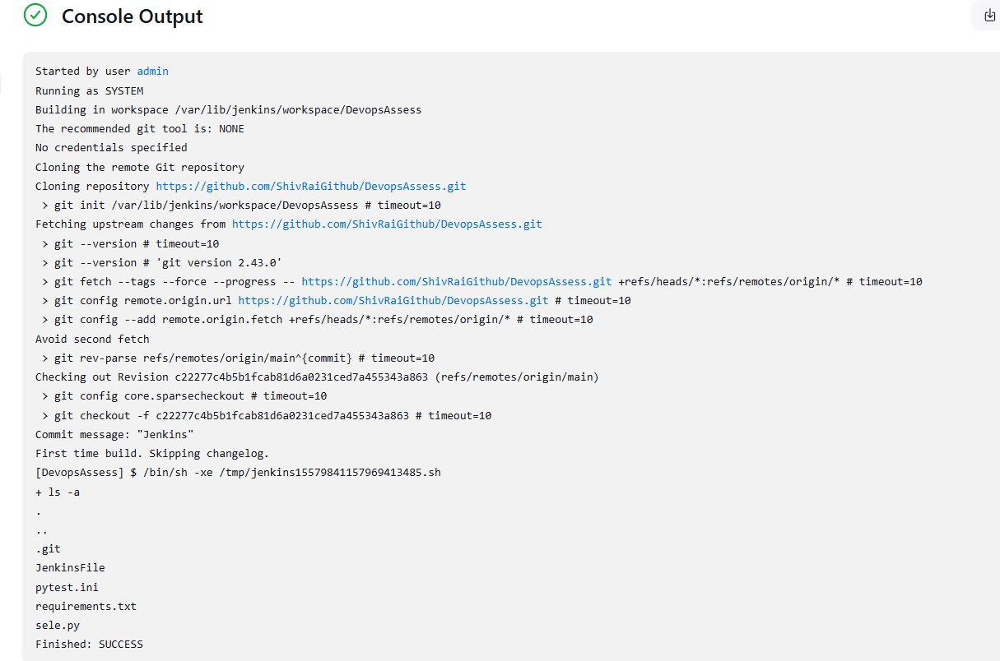 Console Output
Started by user admin
Running as SYSTEM
Building in workspace /var/lib/jenkins/workspace/DevopsAssess
The recommended git tool is: NONE
No credentials specified
Cloning the remote Git repository
Cloning repository https://github.com/ShivRaiGithub/DevopsAssess.git
 > git init /var/lib/jenkins/workspace/DevopsAssess # timeout=10
Fetching upstream changes from https://github.com/ShivRaiGithub/DevopsAssess.git
 > git --version # timeout=10
 > git --version # 'git version 2.43.0'
 > git fetch --tags --force --progress -- https://github.com/ShivRaiGithub/DevopsAssess.git +refs/heads/*:refs/remotes/origin/* # timeout=10
 > git config remote.origin.url https://github.com/ShivRaiGithub/DevopsAssess.git # timeout=10
 > git config --add remote.origin.fetch +refs/heads/*:refs/remotes/origin/* # timeout=10
Avoid second fetch
 > git rev-parse refs/remotes/origin/main^{commit} # timeout=10
Checking out Revision c22277c4b5b1fcab81d6a0231ced7a455343a863 (refs/remotes/origin/main)
 > git config core.sparsecheckout # timeout=10
 > git checkout -f c22277c4b5b1fcab81d6a0231ced7a455343a863 # timeout=10
Commit message: "Jenkins"
First time build. Skipping changelog.
[DevopsAssess] $ /bin/sh -xe /tmp/jenkins15579841157969413485.sh
+ ls -a
.
..
.git
JenkinsFile
pytest.ini
requirements.txt
sele.py
Finished: SUCCESS